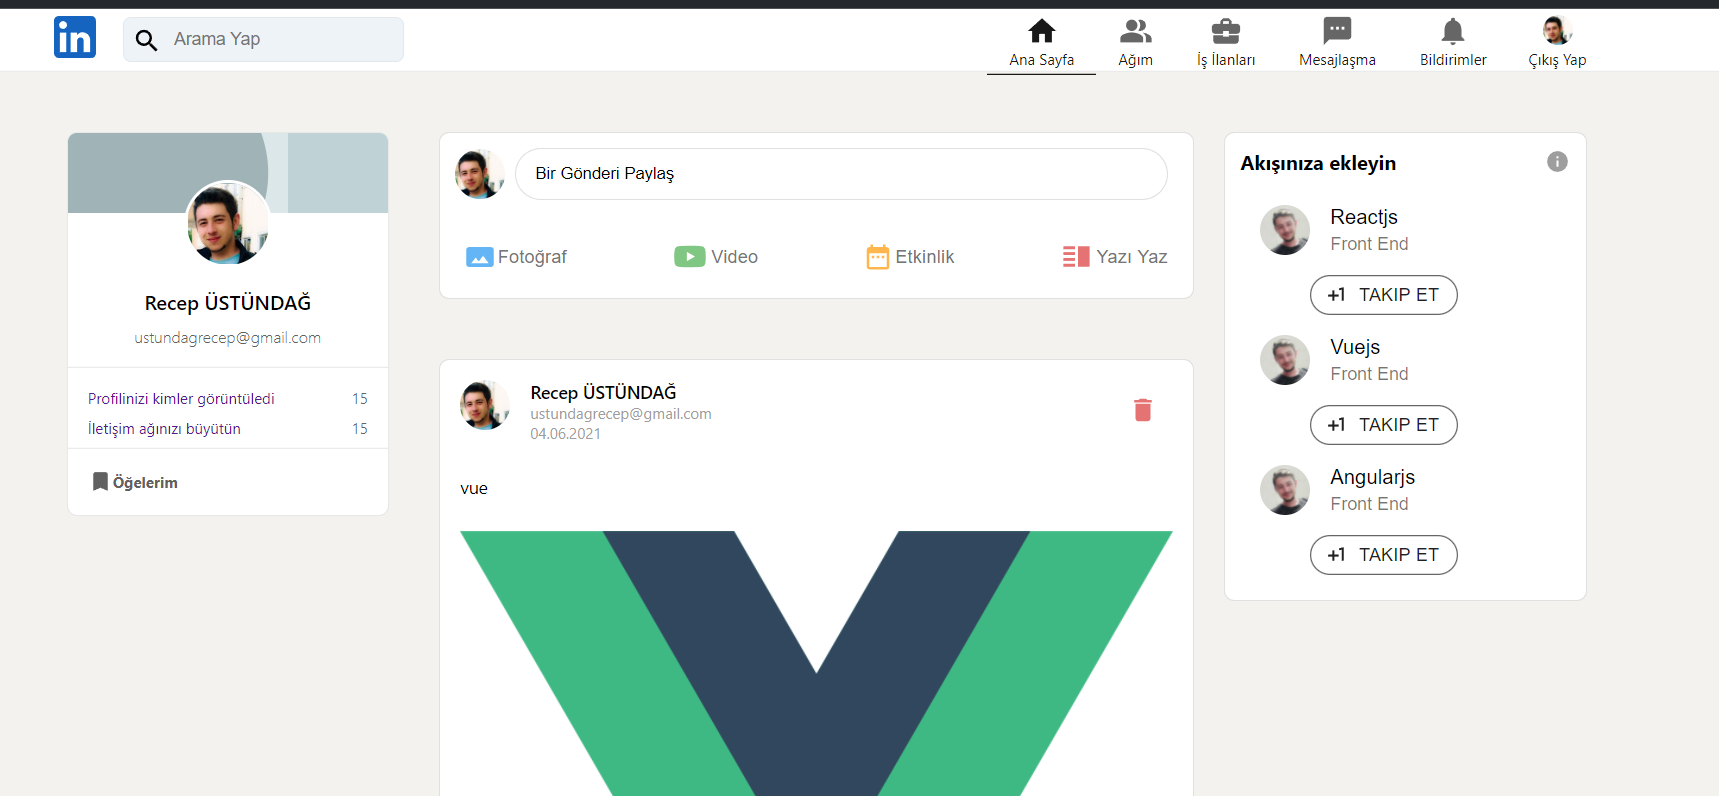 in
Arama Yap
Ana Sayfa
Ağım
İş İlanları
Mesajlaşma
Bildirimler
Çıkış Yap
Recep ÜSTÜNDAĞ
ustundagrecep@gmail.com
Profilinizi kimler görüntüledi 15
İletişim ağınızı büyütün 15
Öğelerim
Bir Gönderi Paylaş
Fotoğraf
Video
Etkinlik
Yazı Yaz
Recep ÜSTÜNDAĞ
ustundagrecep@gmail.com
04.06.2021
vue
Akışınıza ekleyin
Reactjs
Front End
+1 TAKIP ET
Vuejs
Front End
+1 TAKIP ET
Angularjs
Front End
+1 TAKIP ET